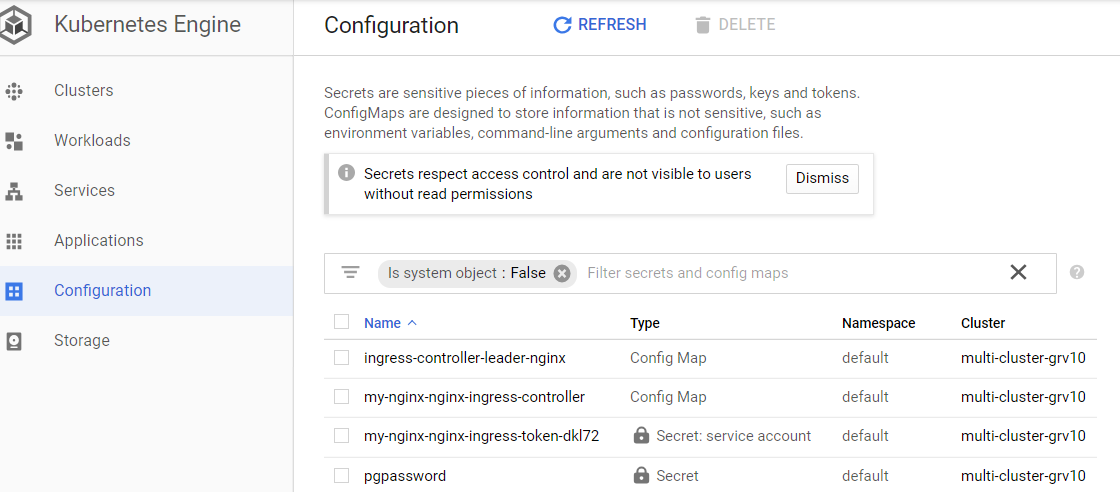 Kubernetes Engine
Configuration REFRESH DELETE
Clusters
Workloads
Services
Applications
Configuration
Storage
Secrets are sensitive pieces of information, such as passwords, keys and tokens.
ConfigMaps are designed to store information that is not sensitive, such as
environment variables, command-line arguments and configuration files.
Secrets respect access control and are not visible to users
without read permissions
Dismiss
Is system object : False Filter secrets and config maps
Name Type Namespace Cluster
ingress-controller-leader-nginx Config Map default multi-cluster-grv10
my-nginx-nginx-ingress-controller Config Map default multi-cluster-grv10
my-nginx-nginx-ingress-token-dkl72 Secret: service account default multi-cluster-grv10
pgpassword Secret default multi-cluster-grv10